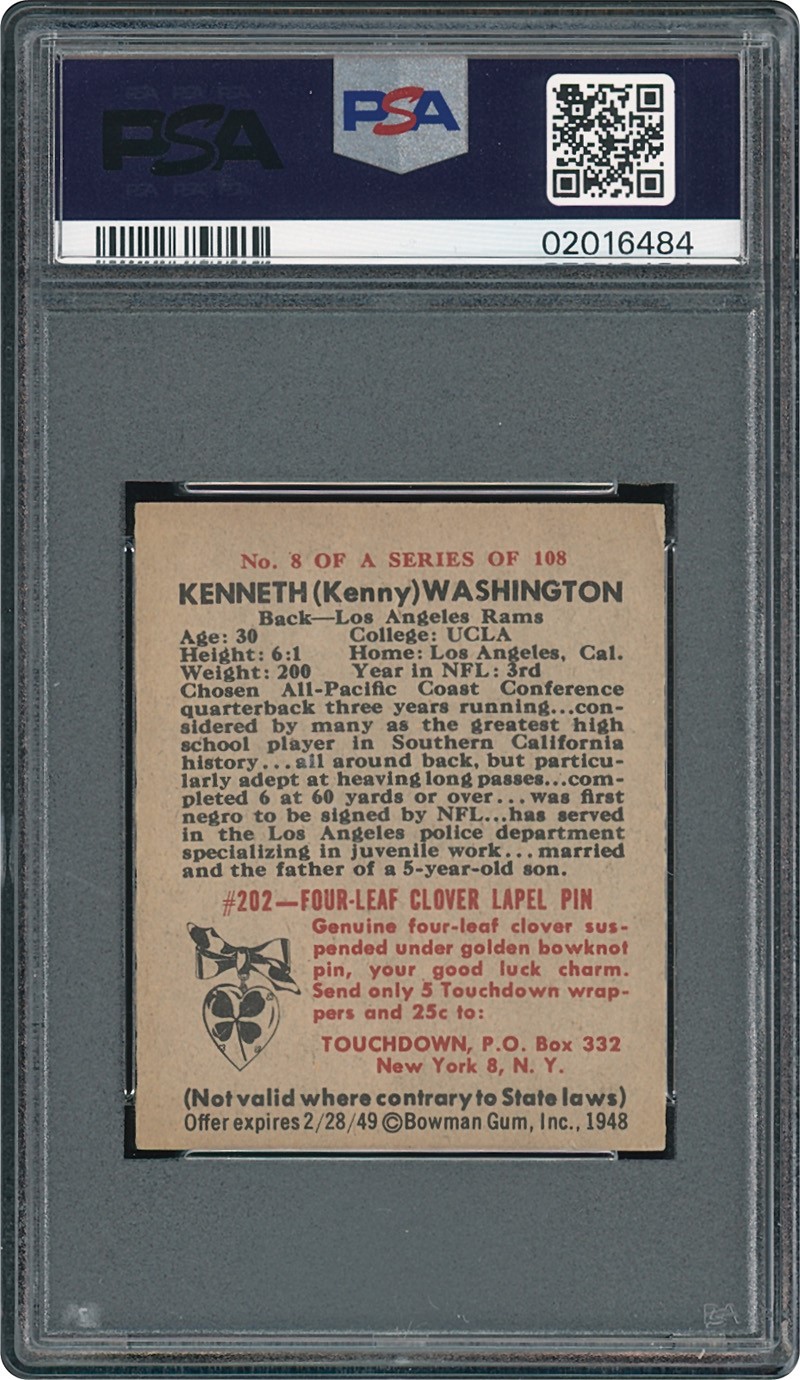 PSA
PSA
02016484
No. 8 OF A SERIES OF 108
KENNETH (Kenny) WASHINGTON
Back—Los Angeles Rams
Age: 30 College: UCLA
Height: 6:1 Home: Los Angeles, Cal.
Weight: 200 Year in NFL: 3rd
Chosen All-Pacific Coast Conference
quarterback three years running...con-
sidered by many as the greatest high
school player in Southern California
history...all around back, but particu-
larly adept at heaving long passes...com-
pleted 6 at 60 yards or over...was first
negro to be signed by NFL...has served
in the Los Angeles police department
specializing in juvenile work...married
and the father of a 5-year-old son.
#202—FOUR-LEAF CLOVER LAPEL PIN
Genuine four-leaf clover sus-
pended under golden bowknot
pin, your good luck charm.
Send only 5 Touchdown wrap-
pers and 25c to:
TOUCHDOWN, P.O. Box 332
New York 8, N. Y.
(Not valid where contrary to State laws)
Offer expires 2/28/49 ©Bowman Gum, Inc., 1948